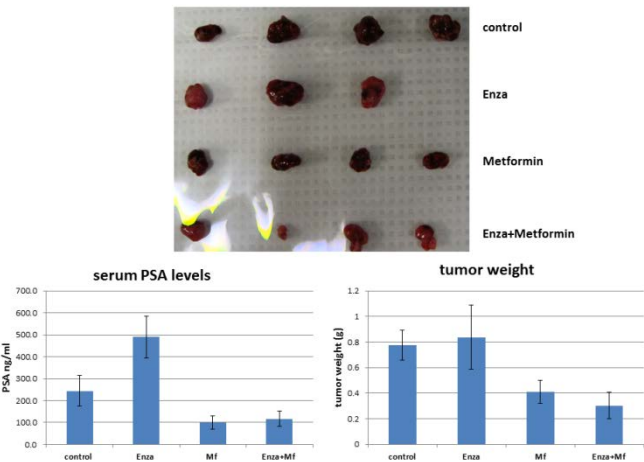 control
Enza
Metformin
Enza+Metformin
serum PSA levels
700.0
600.0
500.0
400.0
300.0
200.0
100.0
0.0
PSA ng/ml
control Enza Mf Enza+Mf
tumor weight
1.2
1
0.8
0.6
0.4
0.2
0
tumor weight (g)
control Enza Mf Enza+Mf